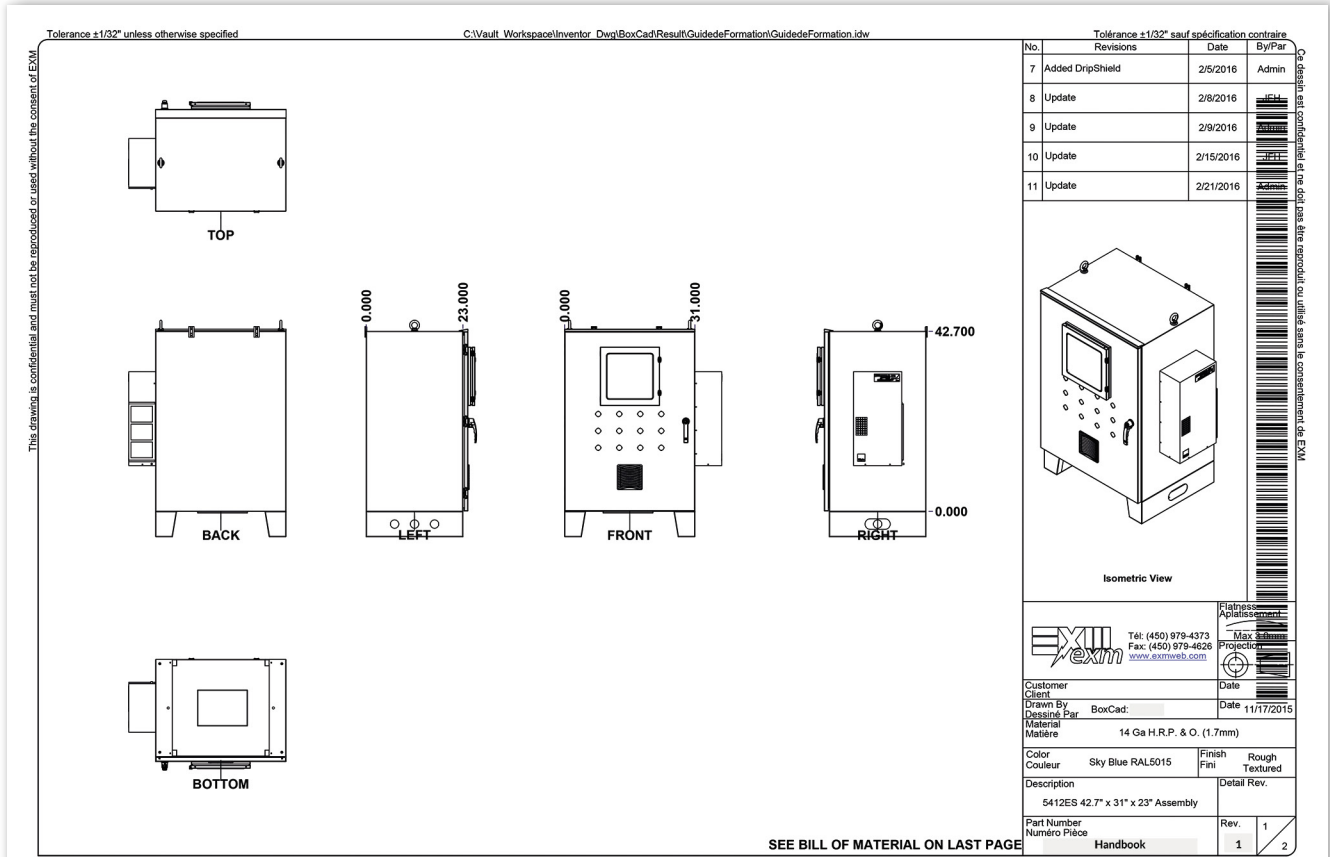 Tolerance ±1/32" unless otherwise specified
C:\Vault_Workspace\Inventor_Dwg\BoxCad\Result\GuidedeFormation\GuidedeFormation.idw
Tolérance ±1/32" sauf spécification contraire
This drawing is confidential and must not be reproduced or used without the consent of EXM
Ce dessin est confidentiel et ne doit pas être reproduit ou utilisé sans le consentement de EXM
No. Revisions Date By/Par
7 Added DripShield 2/5/2016 Admin
8 Update 2/8/2016 JFH
9 Update 2/9/2016 Admin
10 Update 2/15/2016 JFH
11 Update 2/21/2016 Admin
TOP
0.000
23.000
0.000
31.000
42.700
0.000
BACK
LEFT
FRONT
RIGHT
BOTTOM
Isometric View
Flatness
Aplatissement
Max 3.0mm
Projection
EXM
exm
Tél: (450) 979-4373
Fax: (450) 979-4626
www.exmweb.com
Customer
Client
Date
Drawn By
Dessiné Par
BoxCad:
Date 11/17/2015
Material
Matière
14 Ga H.R.P. & O. (1.7mm)
Color
Couleur
Sky Blue RAL5015
Finish
Fini
Rough
Textured
Description
5412ES 42.7" x 31" x 23" Assembly
Detail Rev.
Part Number
Numéro Pièce
Handbook
Rev.
1
1
2
SEE BILL OF MATERIAL ON LAST PAGE